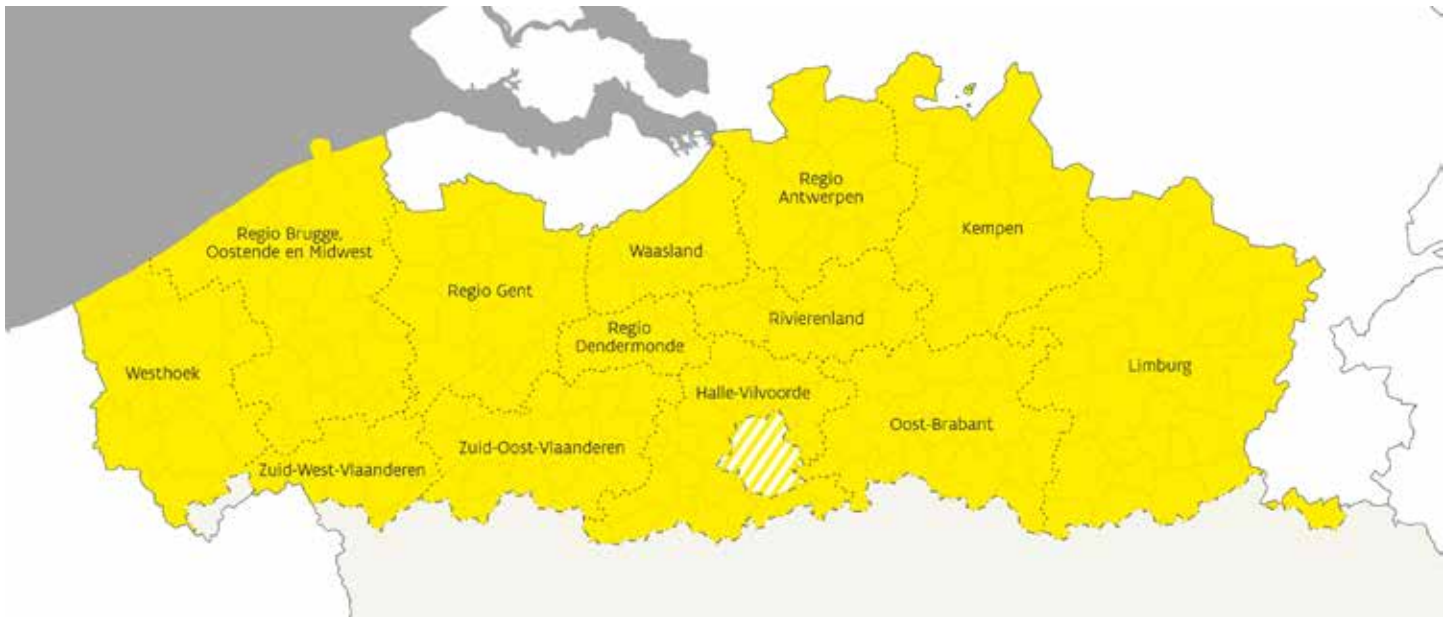 Regio
Antwerpen
Regio Brugge,
Oostende en Midwest
Kempen
Waasland
Regio Gent
Rivierenland
Regio
Dendermonde
Westhoek
Limburg
Halle-Vilvoorde
Oost-Brabant
Zuid-Oost-Vlaanderen
Zuid-West-Vlaanderen